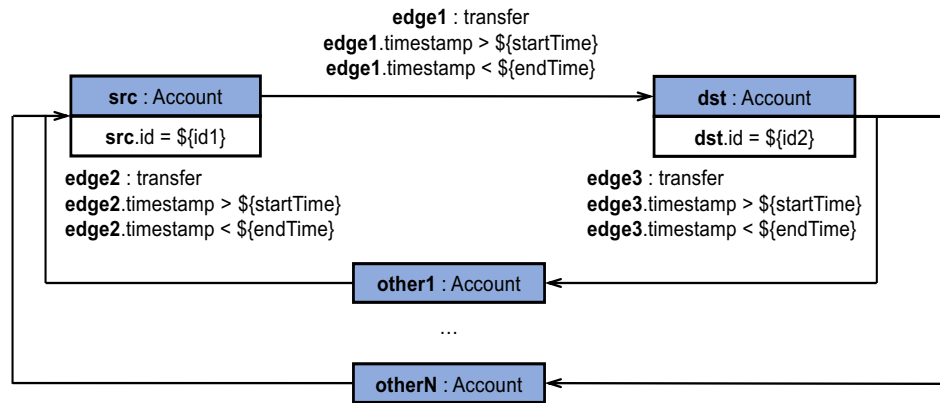 edge1 : transfer
edge1.timestamp > ${startTime}
edge1.timestamp < ${endTime}
src : Account
src.id = ${id1}
dst : Account
dst.id = ${id2}
edge2 : transfer
edge2.timestamp > ${startTime}
edge2.timestamp < ${endTime}
edge3 : transfer
edge3.timestamp > ${startTime}
edge3.timestamp < ${endTime}
other1 : Account
...
otherN : Account